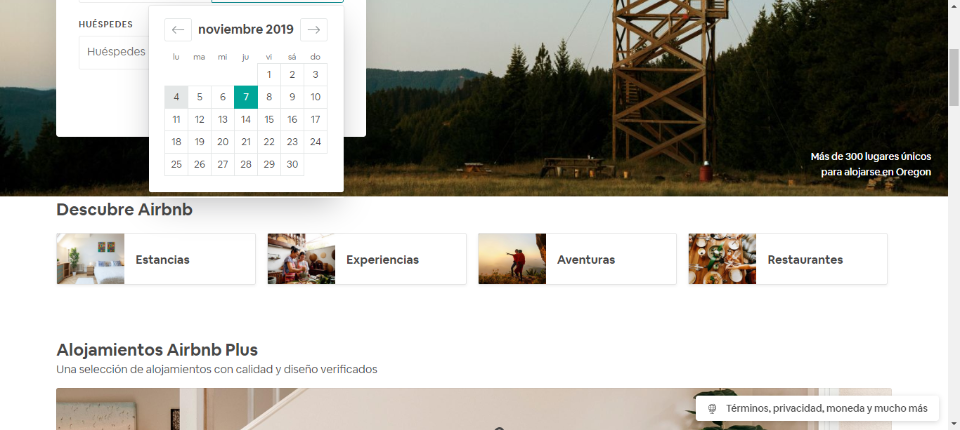 HUÉSPEDES
Huéspedes
noviembre 2019
lu ma mi ju vi sá do
1 2 3
4 5 6 7 8 9 10
11 12 13 14 15 16 17
18 19 20 21 22 23 24
25 26 27 28 29 30
Más de 300 lugares únicos
para alojarse en Oregon
Descubre Airbnb
Estancias
Experiencias
Aventuras
Restaurantes
Alojamientos Airbnb Plus
Una selección de alojamientos con calidad y diseño verificados
Términos, privacidad, moneda y mucho más